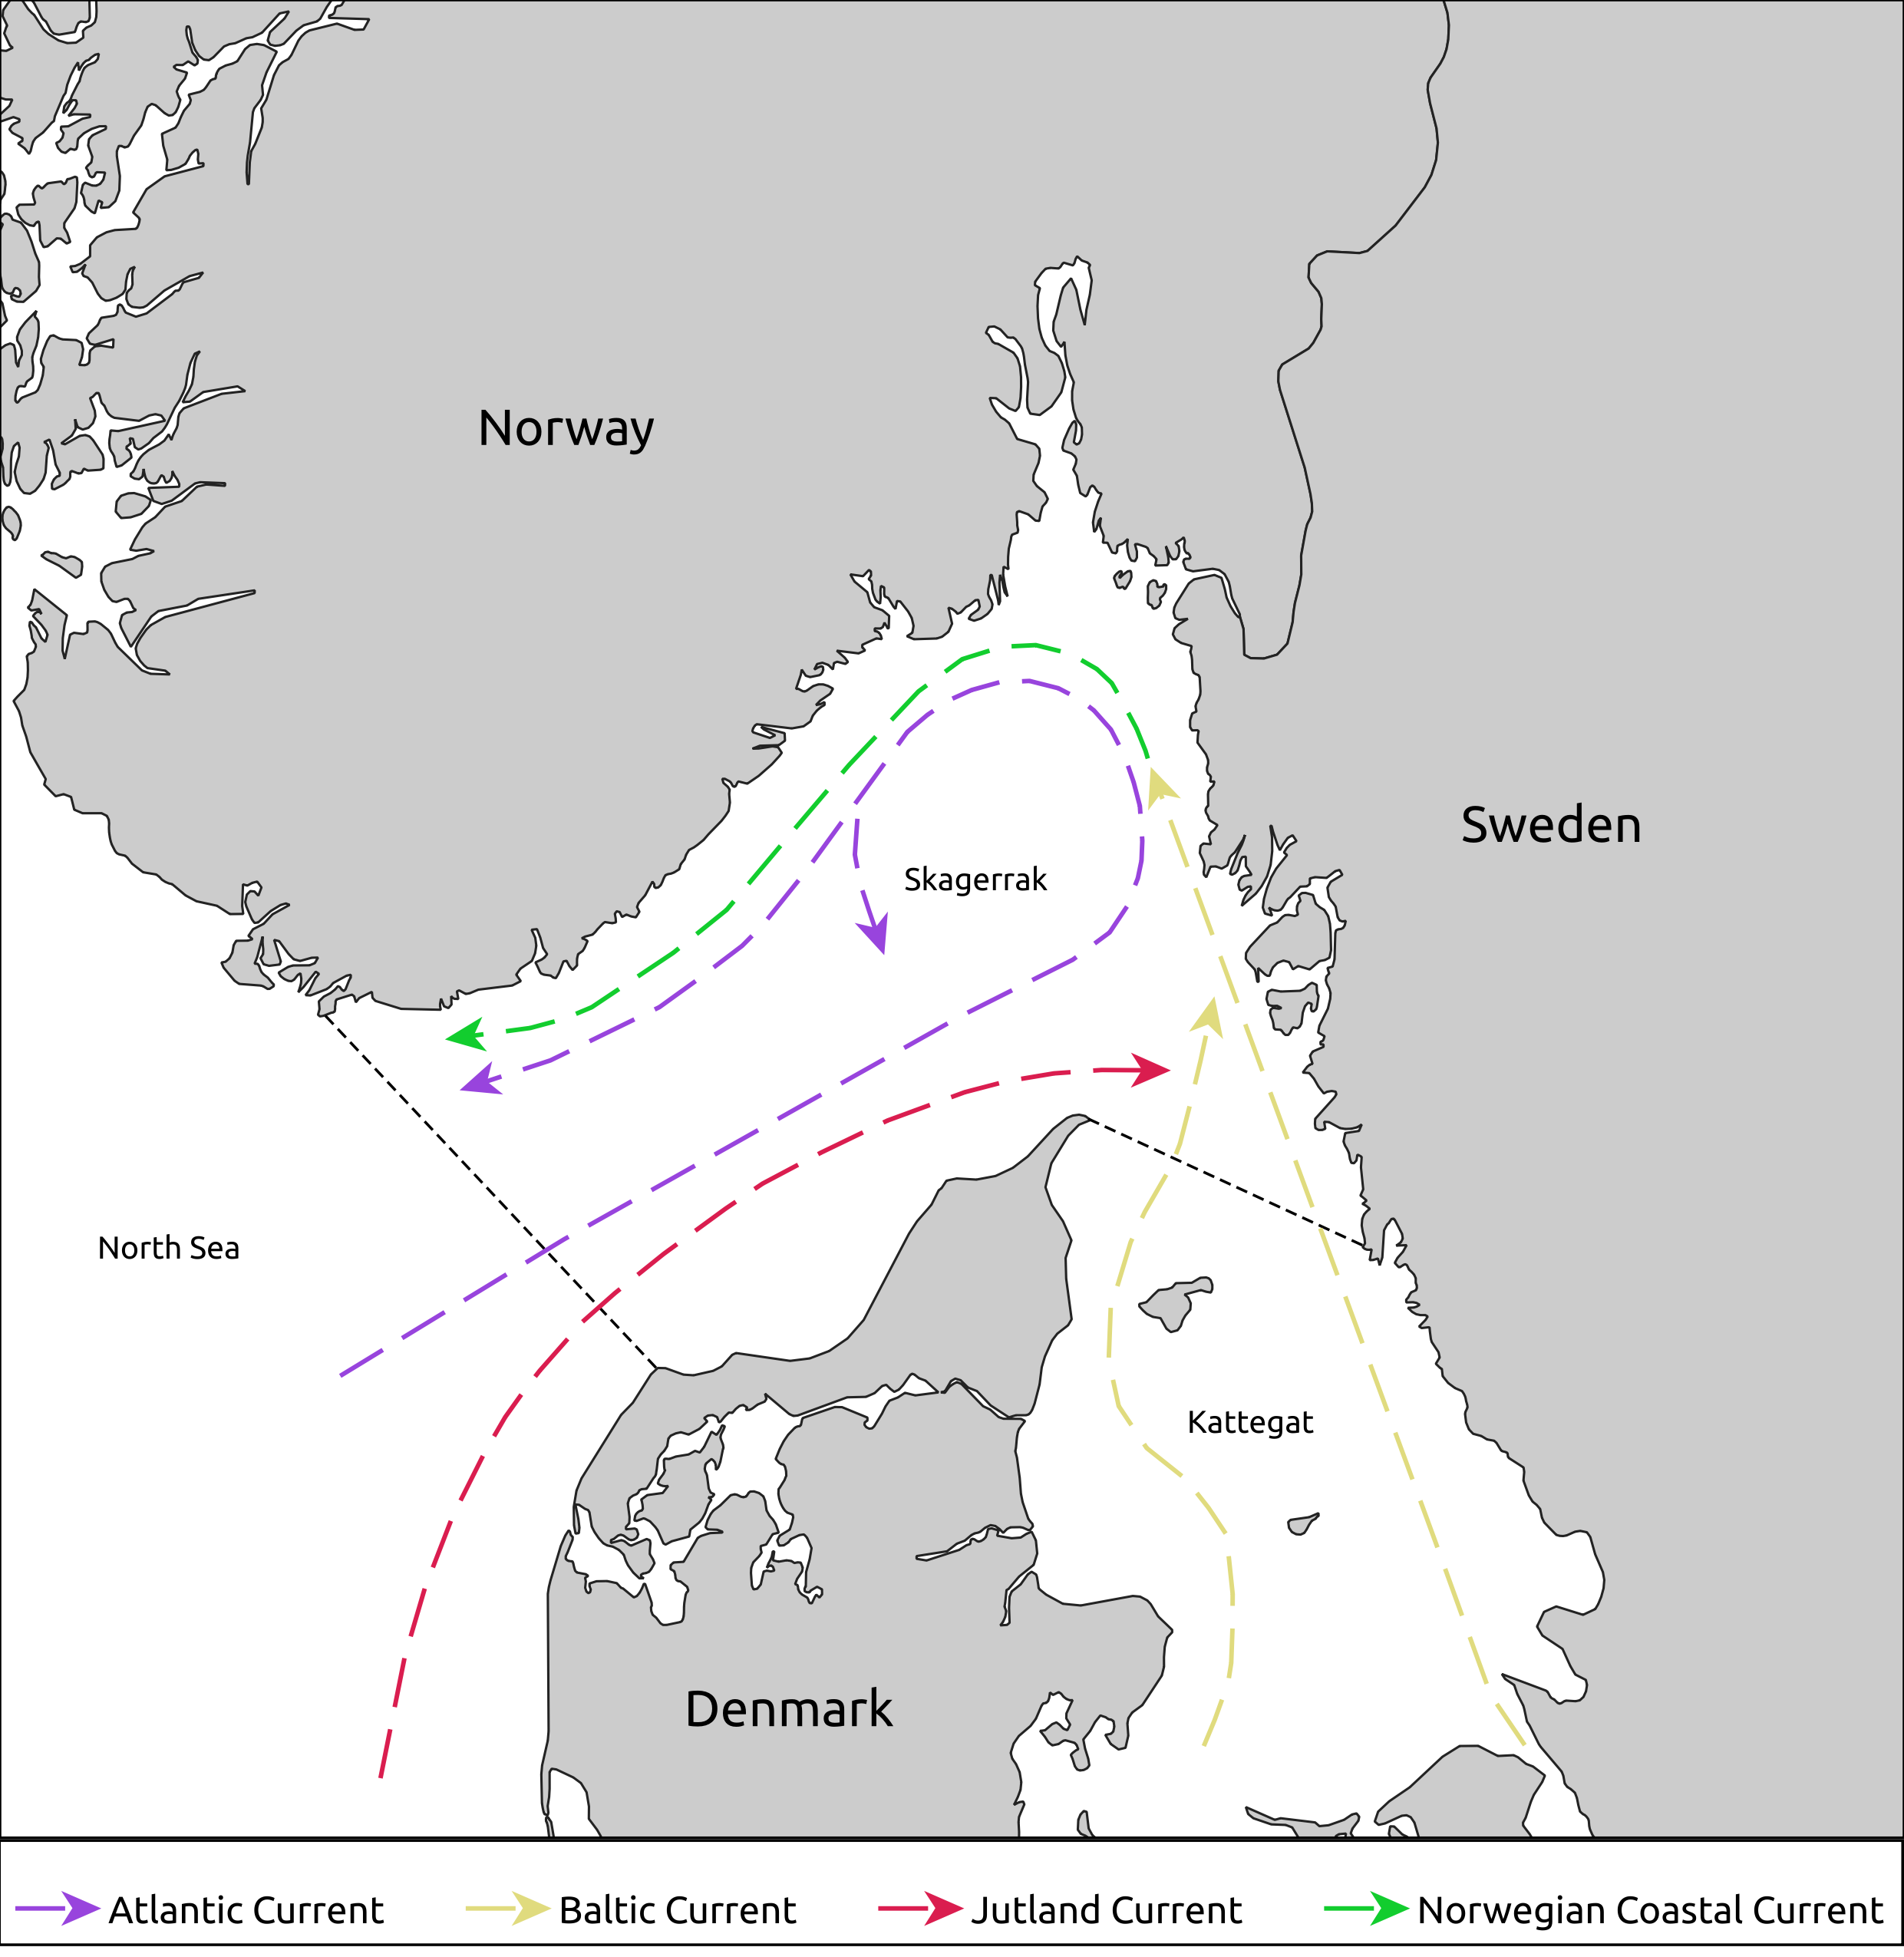 Norway
Sweden
Skagerrak
North Sea
Kattegat
Denmark
Atlantic Current
Baltic Current
Jutland Current
Norwegian Coastal Current